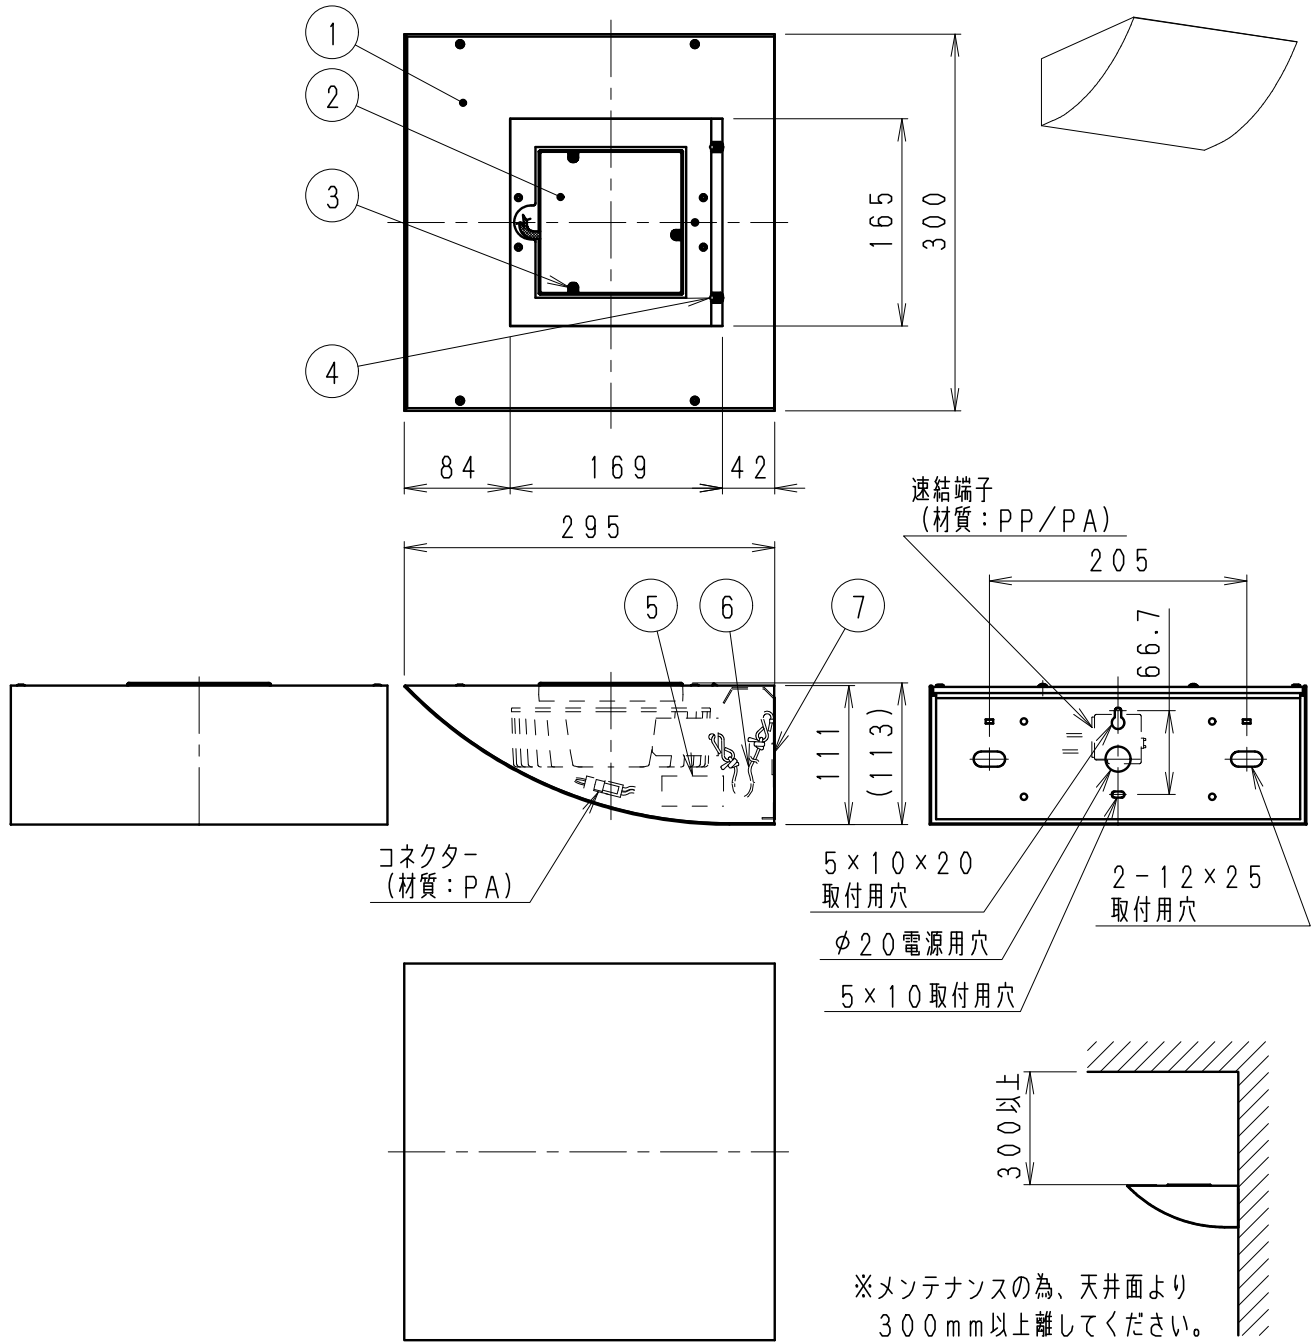 1
2
3
4
165
300
84
169
42
295
5
6
7
速結端子
(材質:PP/PA)
205
66.7
111
(113)
コネクター
(材質:PA)
5×10×20
取付用穴
2-12×25
取付用穴
φ20電源用穴
5×10取付用穴
300以上
※メンテナンスの為、天井面より
300mm以上離してください。